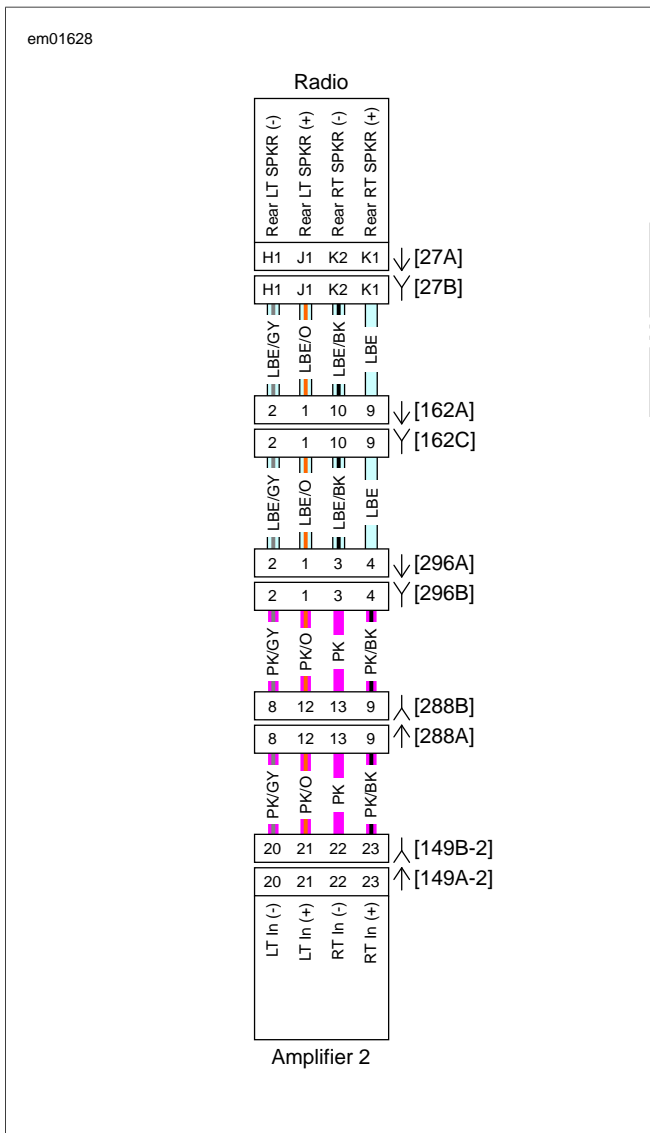 em01628
Radio
Rear LT SPKR (-)
Rear LT SPKR (+)
Rear RT SPKR (-)
Rear RT SPKR (+)
H1 J1 K2 K1 [27A]
H1 J1 K2 K1 [27B]
LBE/GY
LBE/O
LBE/BK
LBE
2 1 10 9 [162A]
2 1 10 9 [162C]
LBE/GY
LBE/O
LBE/BK
LBE
2 1 3 4 [296A]
2 1 3 4 [296B]
PK/GY
PK/O
PK
PK/BK
8 12 13 9 [288B]
8 12 13 9 [288A]
PK/GY
PK/O
PK
PK/BK
20 21 22 23 [149B-2]
20 21 22 23 [149A-2]
LT In (-)
LT In (+)
RT In (-)
RT In (+)
Amplifier 2